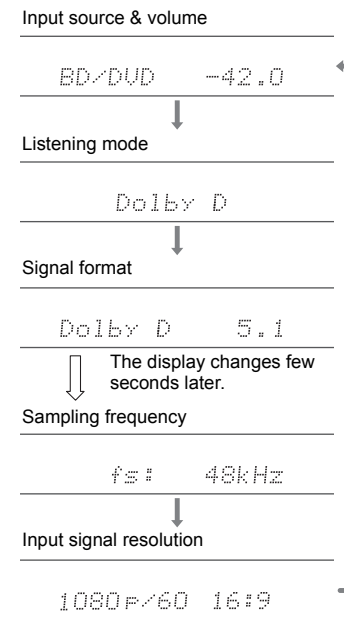 Input source & volume
BD/DVD -42.0
Listening mode
Dolby D
Signal format
Dolby D 5.1
The display changes few
seconds later.
Sampling frequency
fs: 48kHz
Input signal resolution
1080p/60 16:9